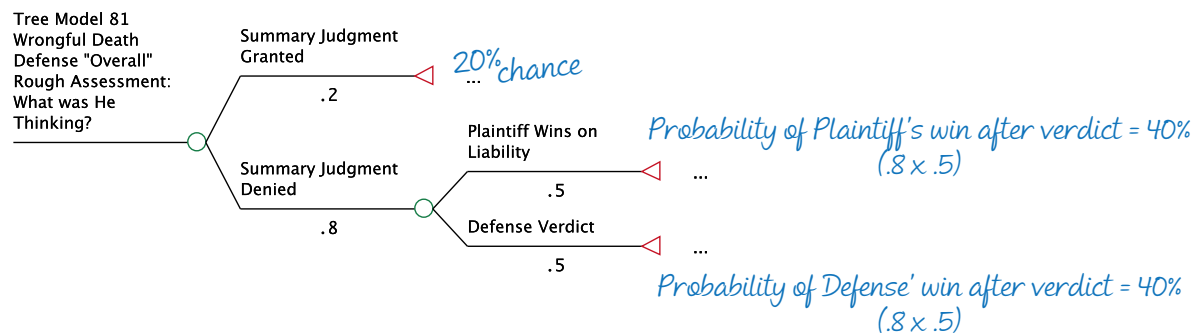 Tree Model 81
Wrongful Death
Defense "Overall"
Rough Assessment:
What was He
Thinking?
Summary Judgment
Granted
.2
...
20% chance
Summary Judgment
Denied
.8
Plaintiff Wins on
Liability
.5
...
Probability of Plaintiff's win after verdict = 40%
(.8 x .5)
Defense Verdict
.5
...
Probability of Defense' win after verdict = 40%
(.8 x .5)